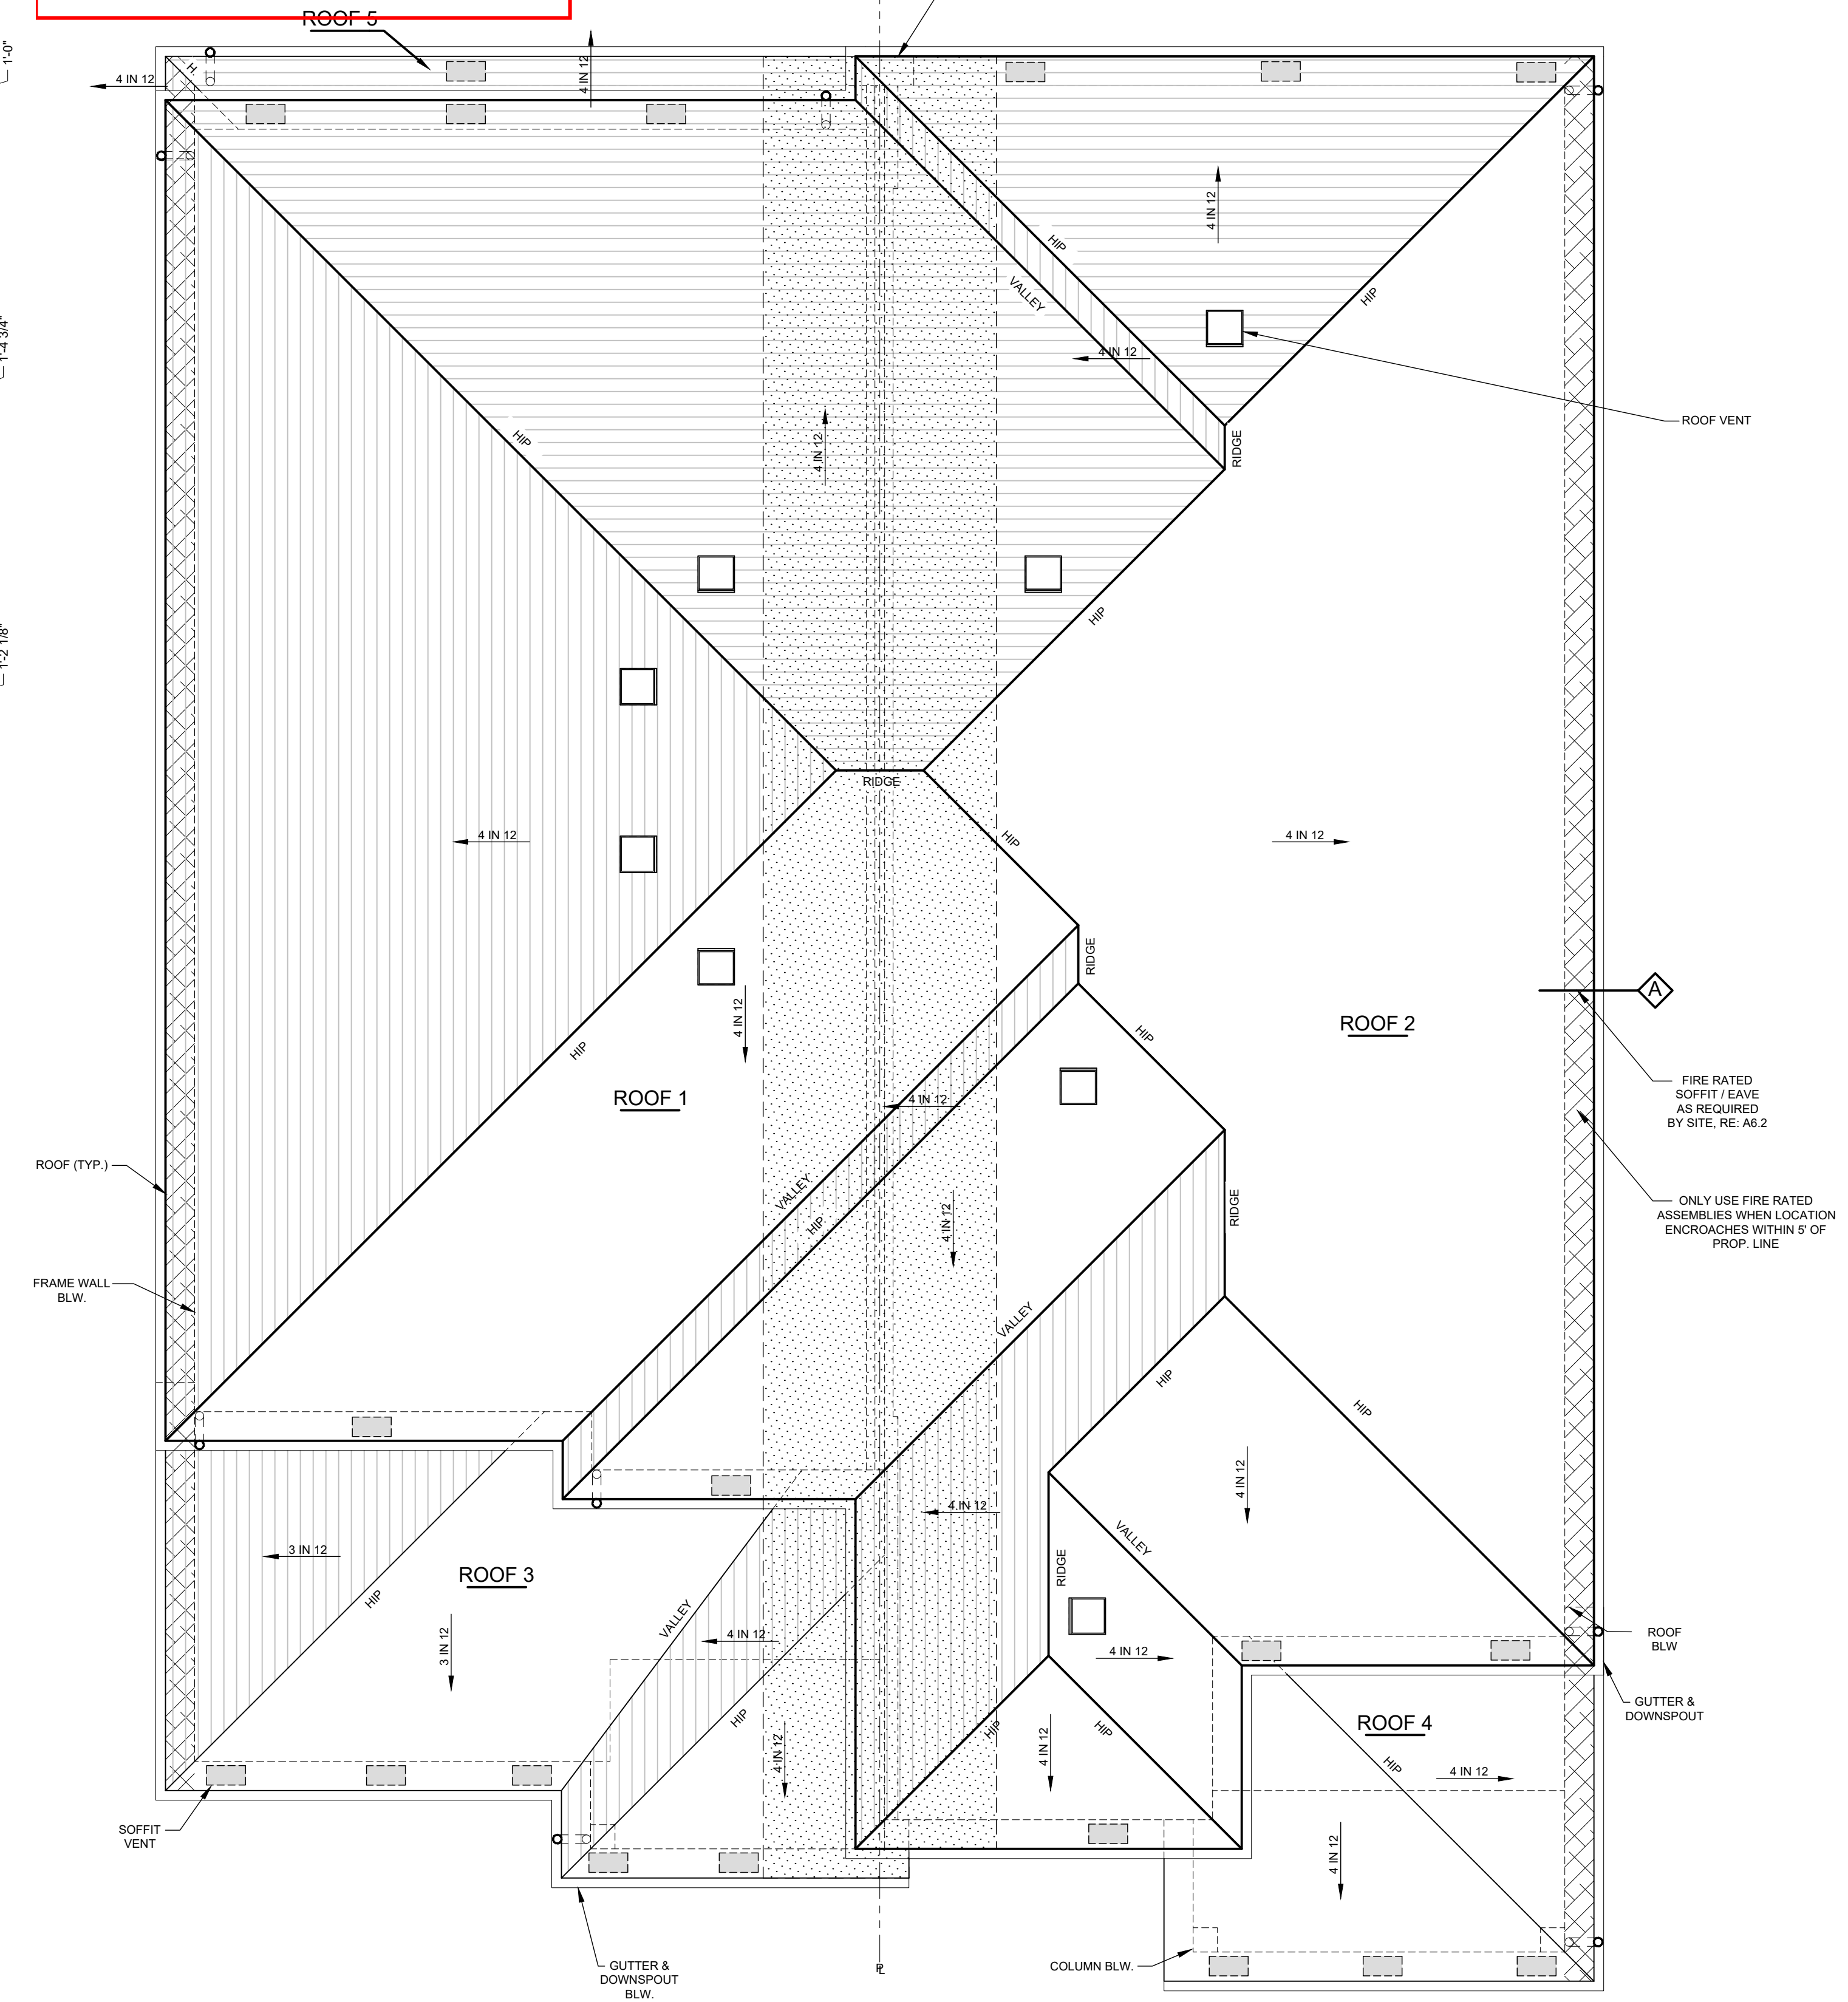 ROOF 5
1'-0"
4 IN 12
H.
4 IN 12
4 IN 12
HIP
HIP
VALLEY
1'-4 3/4"
4 IN 12
ROOF VENT
HIP
4 IN 12
RIDGE
HIP
1'-2 1/8"
RIDGE
4 IN 12
4 IN 12
HIP
RIDGE
A
4 IN 12
ROOF 2
HIP
HIP
ROOF 1
4 IN 12
FIRE RATED
SOFFIT / EAVE
AS REQUIRED
BY SITE, RE: A6.2
ROOF (TYP.)
VALLEY
HIP
4 IN 12
RIDGE
ONLY USE FIRE RATED
ASSEMBLIES WHEN LOCATION
ENCROACHES WITHIN 5' OF
PROP. LINE
FRAME WALL
BLW.
VALLEY
HIP
HIP
4 IN 12
4 IN 12
3 IN 12
VALLEY
RIDGE
ROOF 3
HIP
VALLEY
3 IN 12
4 IN 12
4 IN 12
ROOF
BLW
HIP
HIP
HIP
4 IN 12
4 IN 12
ROOF 4
GUTTER &
DOWNSPOUT
HIP
4 IN 12
SOFFIT
VENT
4 IN 12
GUTTER &
DOWNSPOUT
BLW.
PL
COLUMN BLW.